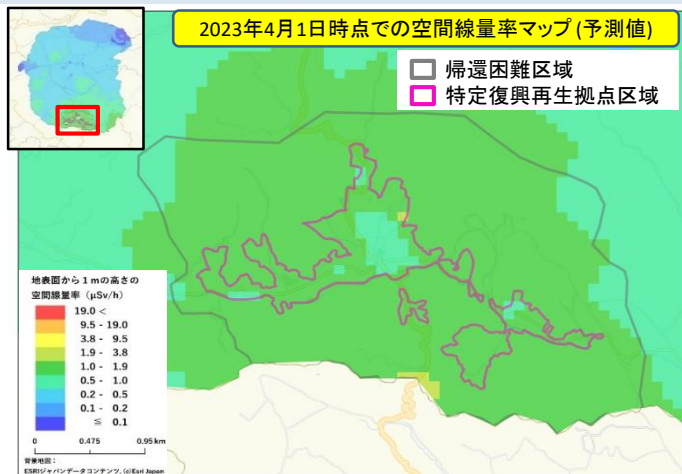 2023年4月1日時点での空間線量率マップ(予測値)
帰還困難区域
特定復興再生拠点区域
地表面から1mの高さの
空間線量率 (μSv/h)
19.0 <
9.5 - 19.0
3.8 - 9.5
1.9 - 3.8
1.0 - 1.9
0.5 - 1.0
0.2 - 0.5
0.1 - 0.2
≦ 0.1
0 0.475 0.95 km
背景地図：
ESRIジャパンデータコンテンツ, (c)Esri Japan